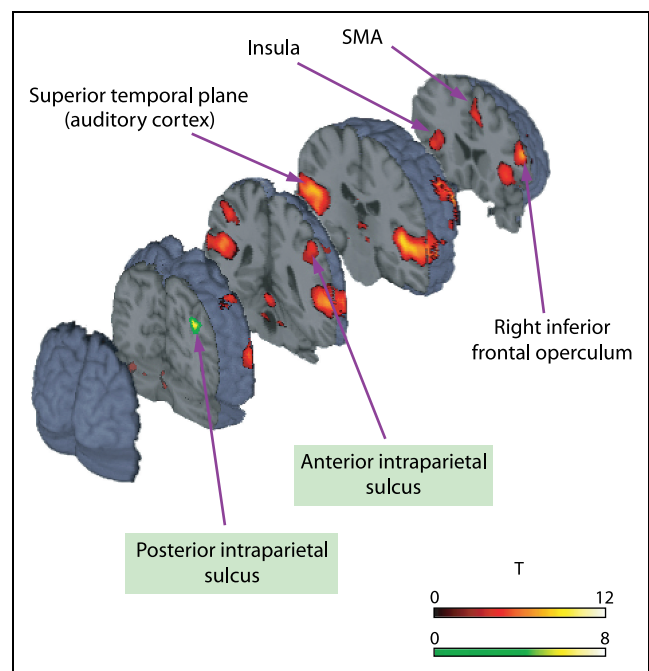 SMA
Insula
Superior temporal plane
(auditory cortex)
Right inferior
frontal operculum
Anterior intraparietal
sulcus
Posterior intraparietal
sulcus
T
0 12
0 8